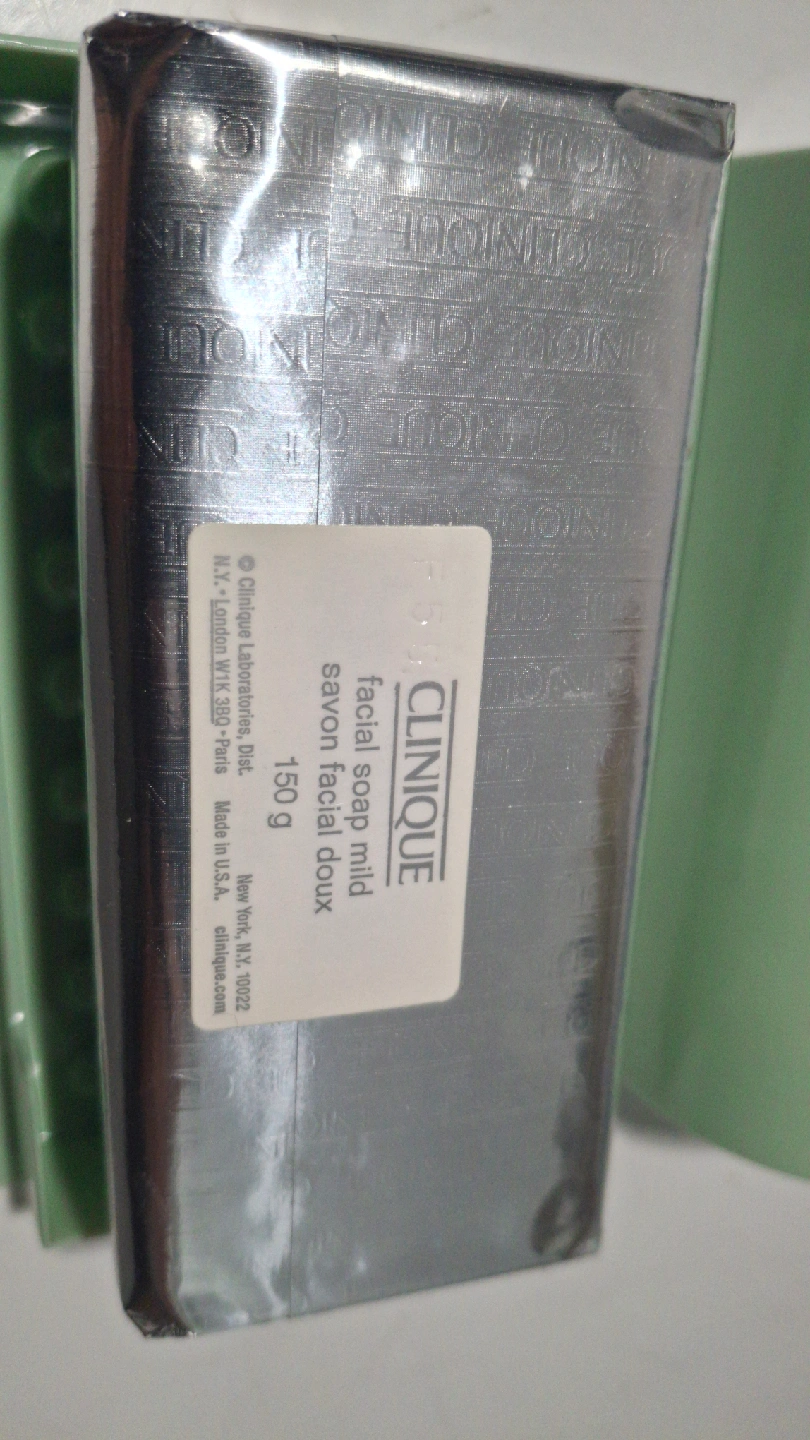 CLINIQUE
facial soap mild
savon facial doux
150 g
© Clinique Laboratories, Dist. New York, N.Y. 10022
N.Y. • London W1K 3BQ • Paris Made in U.S.A. clinique.com